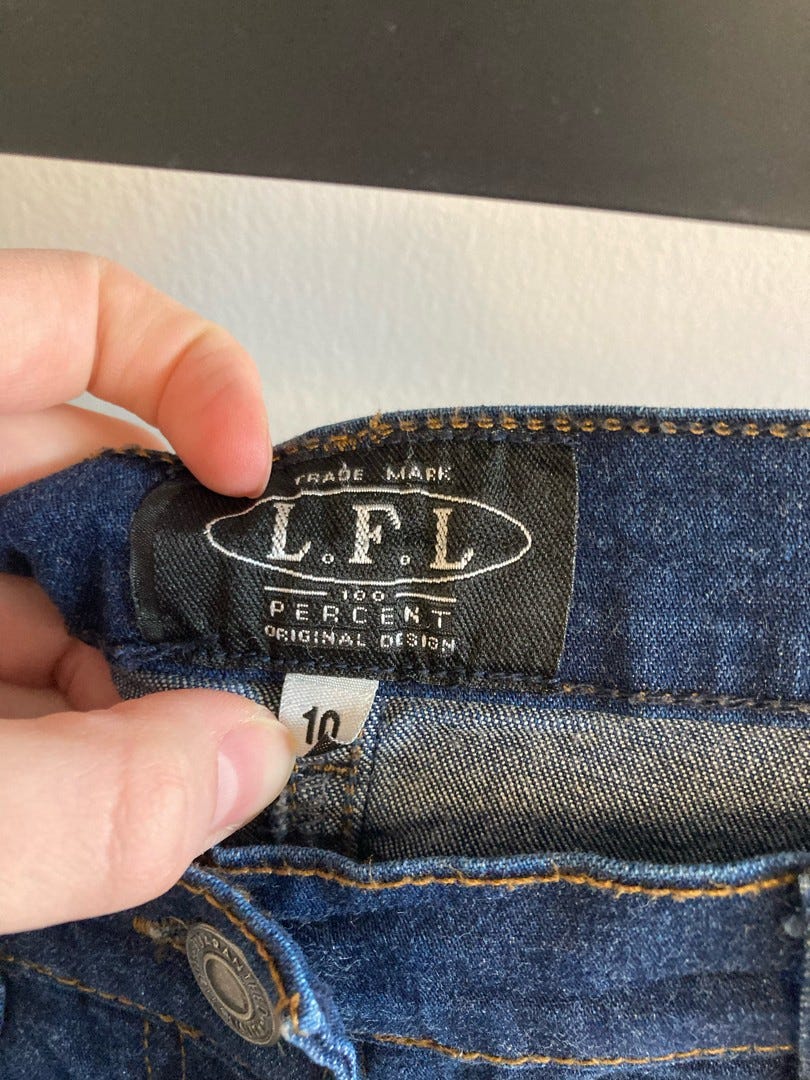 TRADE MARK
L.F.L
100
PERCENT
ORIGINAL DESIGN
10